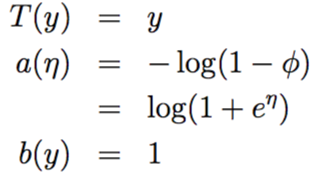 T(y) = y
a(η) = − log(1 − ϕ)
= log(1 + e^η)
b(y) = 1